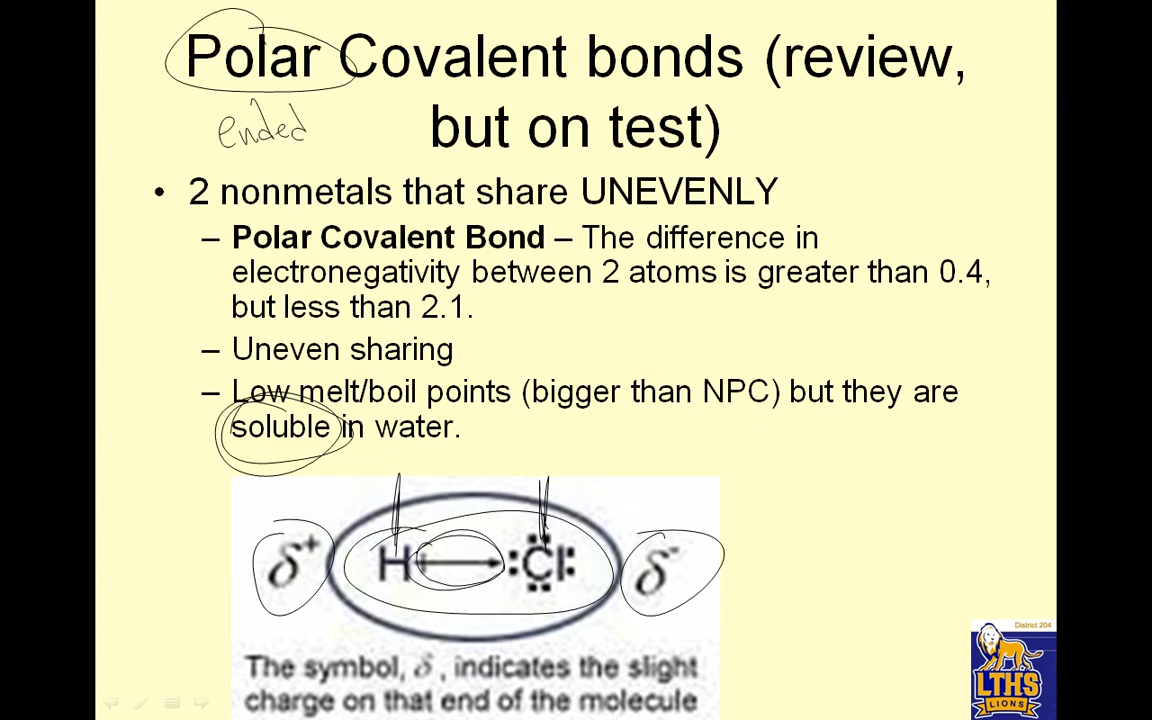 Polar Covalent bonds (review,
but on test)
ended
• 2 nonmetals that share UNEVENLY
– Polar Covalent Bond – The difference in
electronegativity between 2 atoms is greater than 0.4,
but less than 2.1.
– Uneven sharing
– Low melt/boil points (bigger than NPC) but they are
soluble in water.
δ+ H :Cl: δ-
The symbol, δ, indicates the slight
charge on that end of the molecule
District 204
LTHS
LIONS